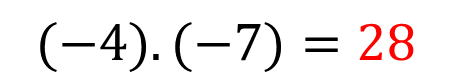 (−4).(−7) = 28